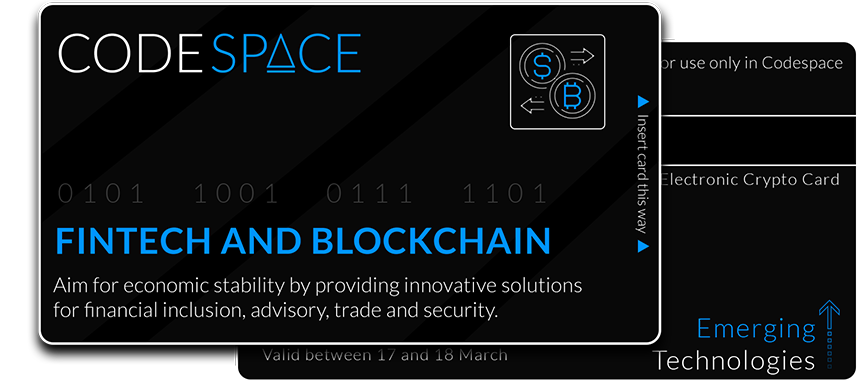 CODESPACE
or use only in Codespace
Insert card this way
Electronic Crypto Card
0101 1001 0111 1101
FINTECH AND BLOCKCHAIN
Aim for economic stability by providing innovative solutions
for financial inclusion, advisory, trade and security.
Emerging
Technologies
Valid between 17 and 18 March